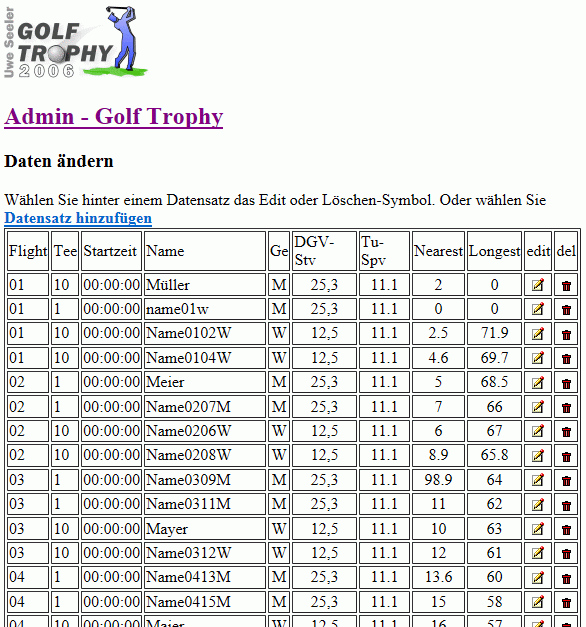 Uwe Seeler
GOLF
TROPHY
2006
Admin - Golf Trophy
Daten ändern
Wählen Sie hinter einem Datensatz das Edit oder Löschen-Symbol. Oder wählen Sie
Datensatz hinzufügen
Flight Tee Startzeit Name Ge DGV-Stv Tu-Spv Nearest Longest edit del
01 10 00:00:00 Müller M 25,3 11.1 2 0
01 1 00:00:00 name01w M 25,3 11.1 0 0
01 10 00:00:00 Name0102W W 12,5 11.1 2.5 71.9
01 10 00:00:00 Name0104W W 12,5 11.1 4.6 69.7
02 1 00:00:00 Meier M 25,3 11.1 5 68.5
02 1 00:00:00 Name0207M M 25,3 11.1 7 66
02 10 00:00:00 Name0206W W 12,5 11.1 6 67
02 10 00:00:00 Name0208W W 12,5 11.1 8.9 65.8
03 1 00:00:00 Name0309M M 25,3 11.1 98.9 64
03 1 00:00:00 Name0311M M 25,3 11.1 11 62
03 10 00:00:00 Mayer W 12,5 11.1 10 63
03 10 00:00:00 Name0312W W 12,5 11.1 12 61
04 1 00:00:00 Name0413M M 25,3 11.1 13.6 60
04 1 00:00:00 Name0415M M 25,3 11.1 15 58
04 10 00:00:00 Maier W 12,5 11.1 16 57